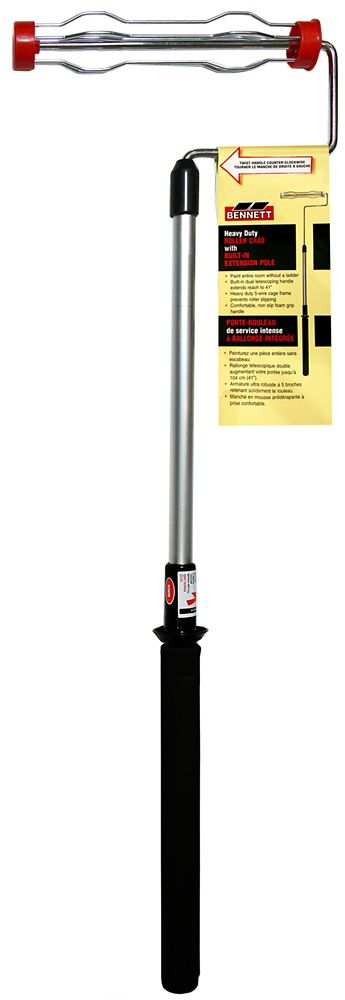 TWIST HANDLE COUNTER-CLOCKWISE
TOURNER LE MANCHE DE DROITE À GAUCHE
BENNETT
Heavy Duty
ROLLER CAGE
with
BUILT-IN
EXTENSION POLE
• Paint entire room without a ladder
• Built-in dual telescoping handle
extends reach to 41"
• Heavy duty 5-wire cage frame
prevents roller slipping
• Comfortable, non slip foam grip
handle
PORTE-ROULEAU
de service intense
à RALLONGE INTÉGRÉE
• Peinturez une pièce entière sans
escabeau.
• Rallonge télescopique double
augmentant votre portée jusqu'à
104 cm (41").
• Armature ultra robuste à 5 broches
retenant solidement le rouleau.
• Manche en mousse antidérapante à
prise confortable.